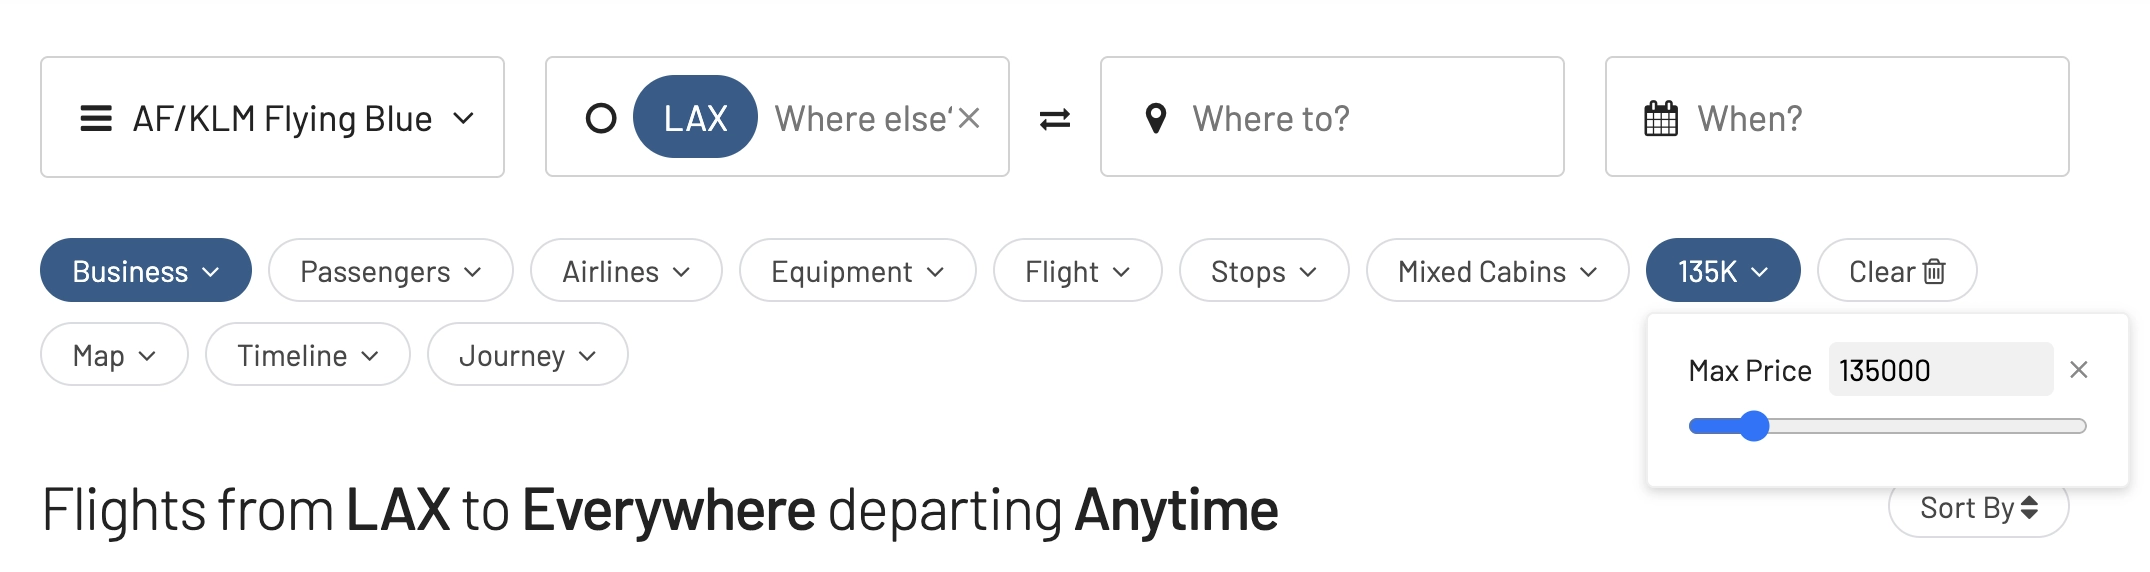 AF/KLM Flying Blue
LAX Where else
Where to?
When?
Business
Passengers
Airlines
Equipment
Flight
Stops
Mixed Cabins
135K
Clear
Map
Timeline
Journey
Max Price 135000
Flights from LAX to Everywhere departing Anytime
Sort By